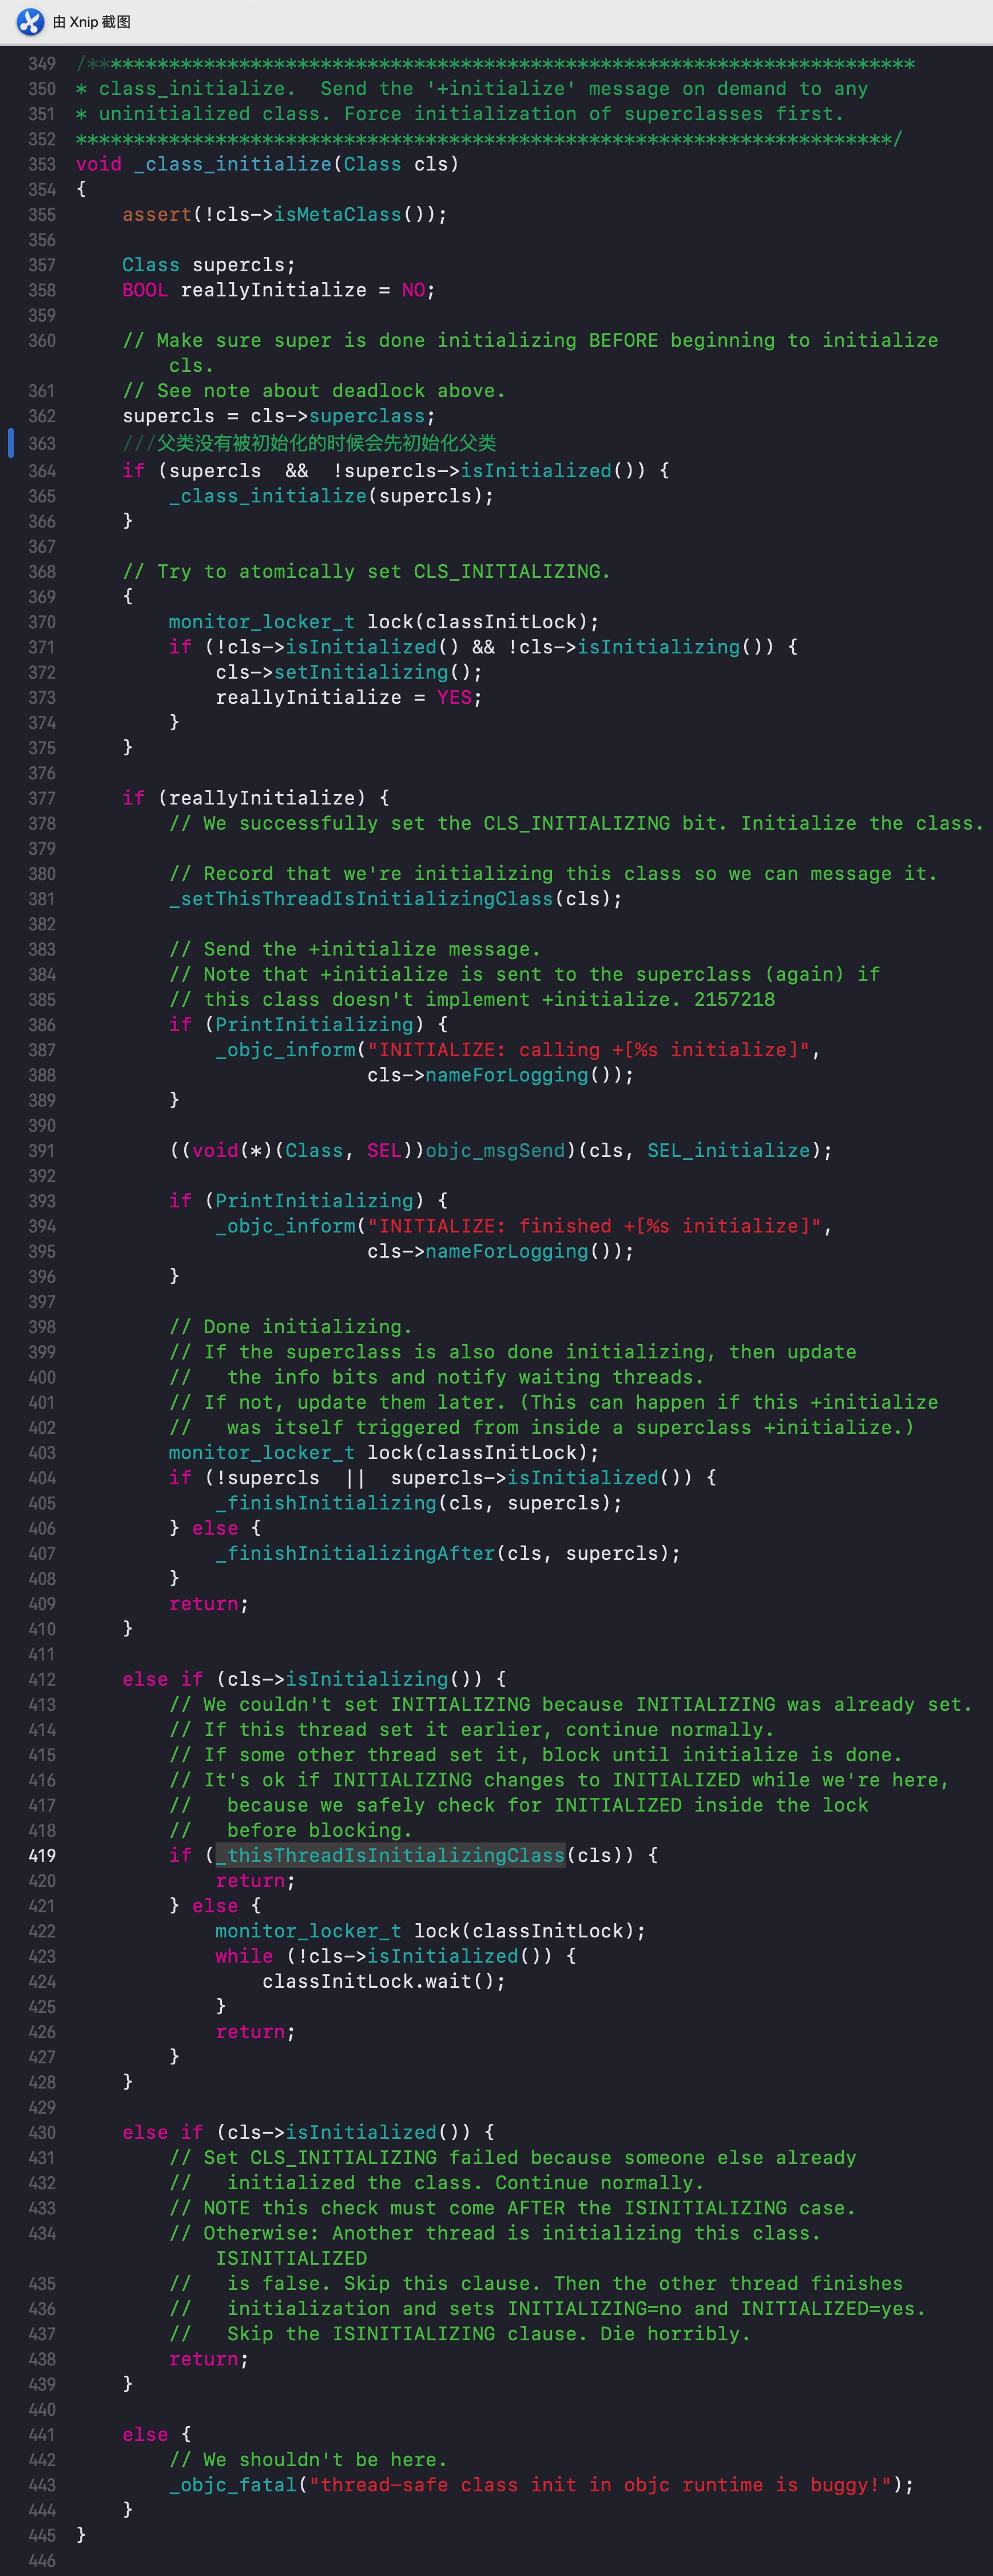 由 Xnip 截图
349 /***********************************************************************
350 * class_initialize.  Send the '+initialize' message on demand to any
351 * uninitialized class. Force initialization of superclasses first.
352 **********************************************************************/
353 void _class_initialize(Class cls)
354 {
355     assert(!cls->isMetaClass());
356
357     Class supercls;
358     BOOL reallyInitialize = NO;
359
360     // Make sure super is done initializing BEFORE beginning to initialize
        cls.
361     // See note about deadlock above.
362     supercls = cls->superclass;
363     ///父类没有被初始化的时候会先初始化父类
364     if (supercls  &&  !supercls->isInitialized()) {
365         _class_initialize(supercls);
366     }
367
368     // Try to atomically set CLS_INITIALIZING.
369     {
370         monitor_locker_t lock(classInitLock);
371         if (!cls->isInitialized() && !cls->isInitializing()) {
372             cls->setInitializing();
373             reallyInitialize = YES;
374         }
375     }
376
377     if (reallyInitialize) {
378         // We successfully set the CLS_INITIALIZING bit. Initialize the class.
379
380         // Record that we're initializing this class so we can message it.
381         _setThisThreadIsInitializingClass(cls);
382
383         // Send the +initialize message.
384         // Note that +initialize is sent to the superclass (again) if
385         // this class doesn't implement +initialize. 2157218
386         if (PrintInitializing) {
387             _objc_inform("INITIALIZE: calling +[%s initialize]",
388                          cls->nameForLogging());
389         }
390
391         ((void(*)(Class, SEL))objc_msgSend)(cls, SEL_initialize);
392
393         if (PrintInitializing) {
394             _objc_inform("INITIALIZE: finished +[%s initialize]",
395                          cls->nameForLogging());
396         }
397
398         // Done initializing.
399         // If the superclass is also done initializing, then update
400         //   the info bits and notify waiting threads.
401         // If not, update them later. (This can happen if this +initialize
402         //   was itself triggered from inside a superclass +initialize.)
403         monitor_locker_t lock(classInitLock);
404         if (!supercls  ||  supercls->isInitialized()) {
405             _finishInitializing(cls, supercls);
406         } else {
407             _finishInitializingAfter(cls, supercls);
408         }
409         return;
410     }
411
412     else if (cls->isInitializing()) {
413         // We couldn't set INITIALIZING because INITIALIZING was already set.
414         // If this thread set it earlier, continue normally.
415         // If some other thread set it, block until initialize is done.
416         // It's ok if INITIALIZING changes to INITIALIZED while we're here,
417         //   because we safely check for INITIALIZED inside the lock
418         //   before blocking.
419         if (_thisThreadIsInitializingClass(cls)) {
420             return;
421         } else {
422             monitor_locker_t lock(classInitLock);
423             while (!cls->isInitialized()) {
424                 classInitLock.wait();
425             }
426             return;
427         }
428     }
429
430     else if (cls->isInitialized()) {
431         // Set CLS_INITIALIZING failed because someone else already
432         //   initialized the class. Continue normally.
433         // NOTE this check must come AFTER the ISINITIALIZING case.
434         // Otherwise: Another thread is initializing this class.
            ISINITIALIZED
435         //   is false. Skip this clause. Then the other thread finishes
436         //   initialization and sets INITIALIZING=no and INITIALIZED=yes.
437         //   Skip the ISINITIALIZING clause. Die horribly.
438         return;
439     }
440
441     else {
442         // We shouldn't be here.
443         _objc_fatal("thread-safe class init in objc runtime is buggy!");
444     }
445 }
446